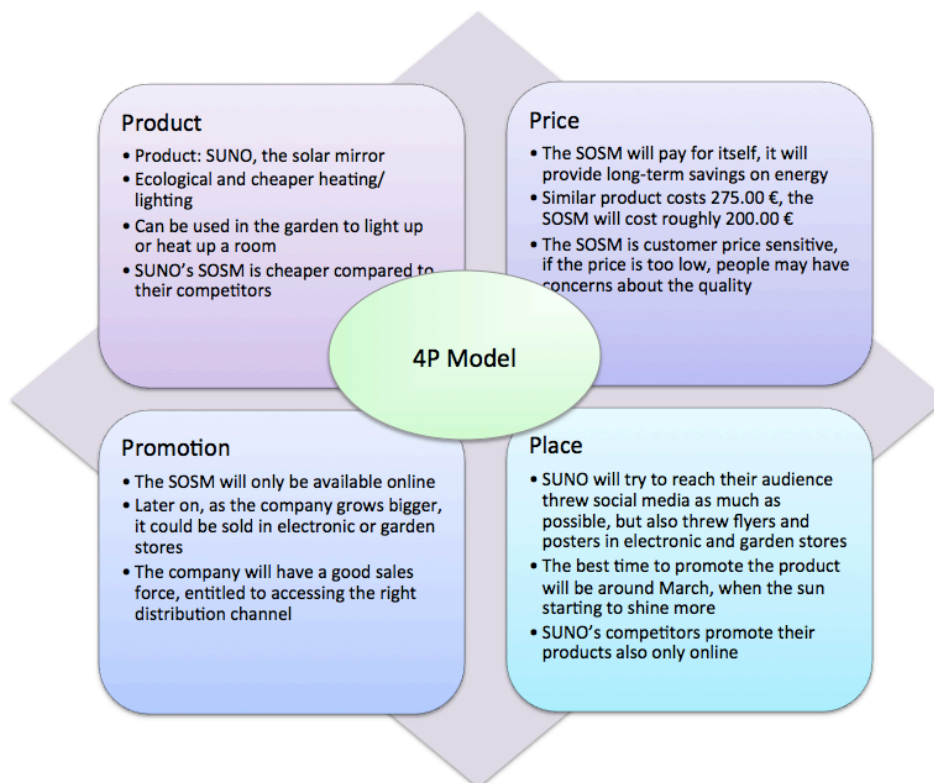 Product
• Product: SUNO, the solar mirror
• Ecological and cheaper heating/
lighting
• Can be used in the garden to light up
or heat up a room
• SUNO's SOSM is cheaper compared to
their competitors
Price
• The SOSM will pay for itself, it will
provide long-term savings on energy
• Similar product costs 275.00 €, the
SOSM will cost roughly 200.00 €
• The SOSM is customer price sensitive,
if the price is too low, people may have
concerns about the quality
4P Model
Promotion
• The SOSM will only be available online
• Later on, as the company grows bigger,
it could be sold in electronic or garden
stores
• The company will have a good sales
force, entitled to accessing the right
distribution channel
Place
• SUNO will try to reach their audience
threw social media as much as
possible, but also threw flyers and
posters in electronic and garden stores
• The best time to promote the product
will be around March, when the sun
starting to shine more
• SUNO's competitors promote their
products also only online